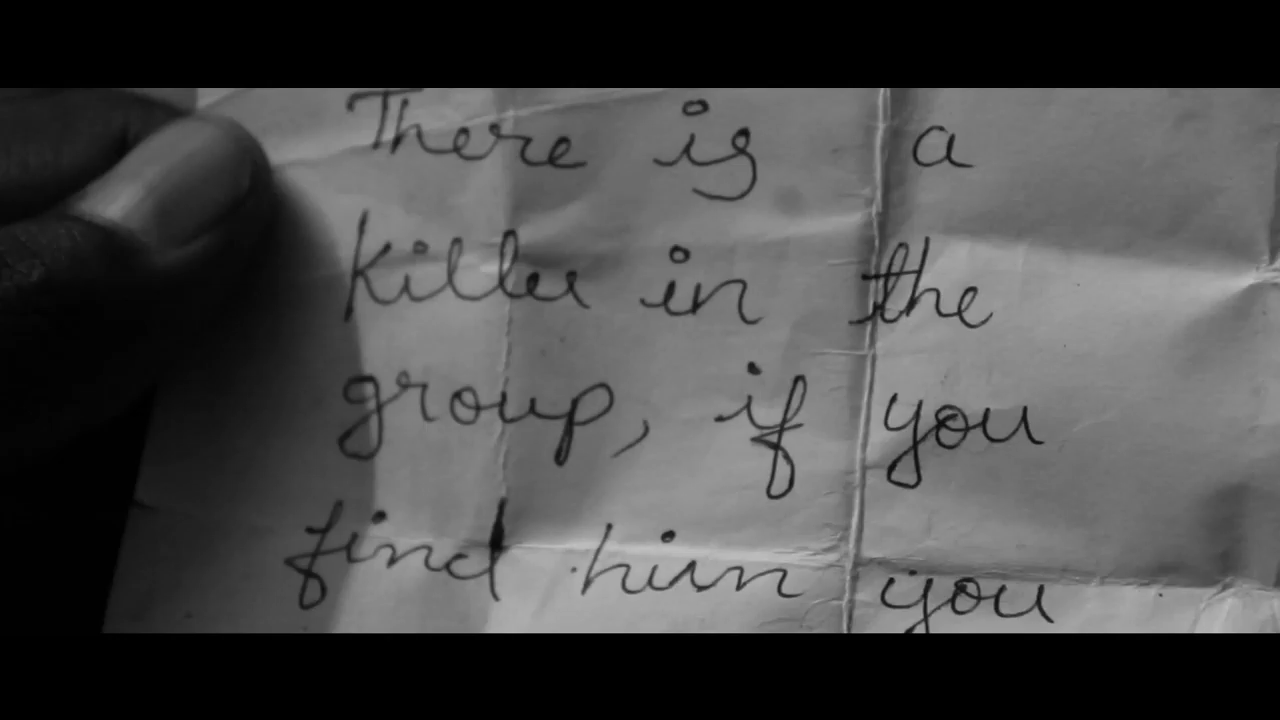 There is a
killer in the
group, if you
find him you